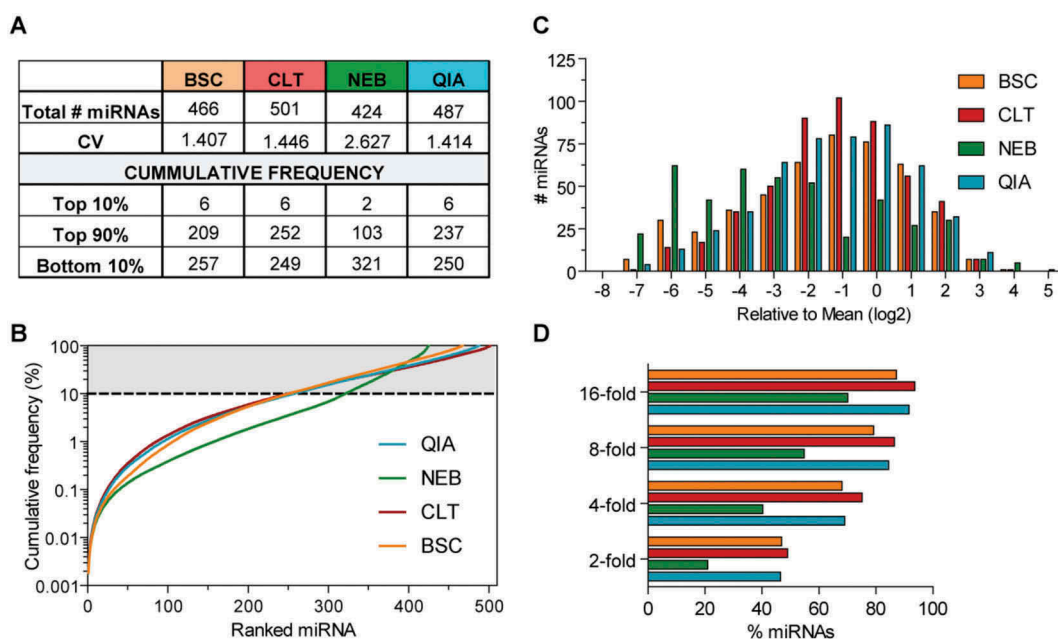 A
BSC CLT NEB QIA
Total # miRNAs 466 501 424 487
CV 1.407 1.446 2.627 1.414
CUMMULATIVE FREQUENCY
Top 10% 6 6 2 6
Top 90% 209 252 103 237
Bottom 10% 257 249 321 250
B
Cumulative frequency (%)
100
10
1
0.1
0.01
0.001
QIA
NEB
CLT
BSC
0 100 200 300 400 500
Ranked miRNA
C
# miRNAs
125
100
75
50
25
0
BSC
CLT
NEB
QIA
-8 -7 -6 -5 -4 -3 -2 -1 0 1 2 3 4 5
Relative to Mean (log2)
D
16-fold
8-fold
4-fold
2-fold
0 20 40 60 80 100
% miRNAs